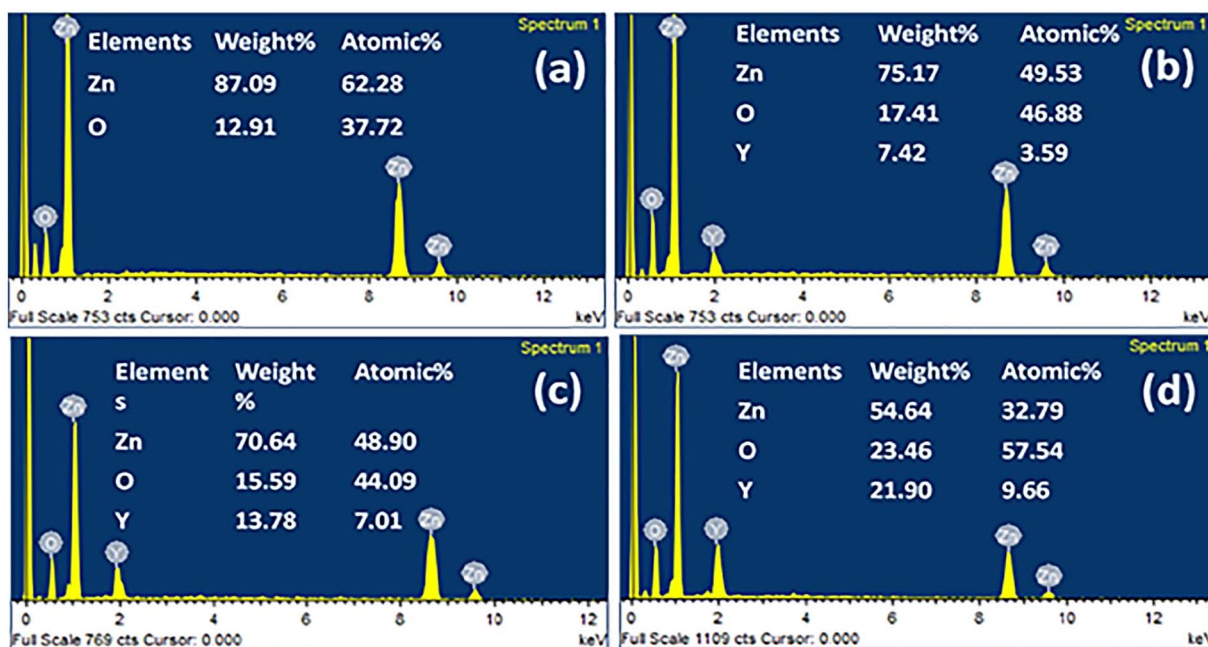 Spectrum 1
Elements Weight% Atomic%
Zn 87.09 62.28
O 12.91 37.72
(a)
Zn
O
Zn
Zn
0 2 4 6 8 10 12
Full Scale 753 cts Cursor: 0.000 keV
Spectrum 1
Elements Weight% Atomic%
Zn 75.17 49.53
O 17.41 46.88
Y 7.42 3.59
(b)
Zn
O
Y
Zn
Zn
0 2 4 6 8 10 12
Full Scale 753 cts Cursor: 0.000 keV
Spectrum 1
Element Weight Atomic%
s %
Zn 70.64 48.90
O 15.59 44.09
Y 13.78 7.01
(c)
Zn
O
Y
Zn
Zn
0 2 4 6 8 10 12
Full Scale 769 cts Cursor: 0.000 keV
Spectrum 1
Elements Weight% Atomic%
Zn 54.64 32.79
O 23.46 57.54
Y 21.90 9.66
(d)
Zn
O
Y
Zn
Zn
0 2 4 6 8 10 12
Full Scale 1109 cts Cursor: 0.000 keV